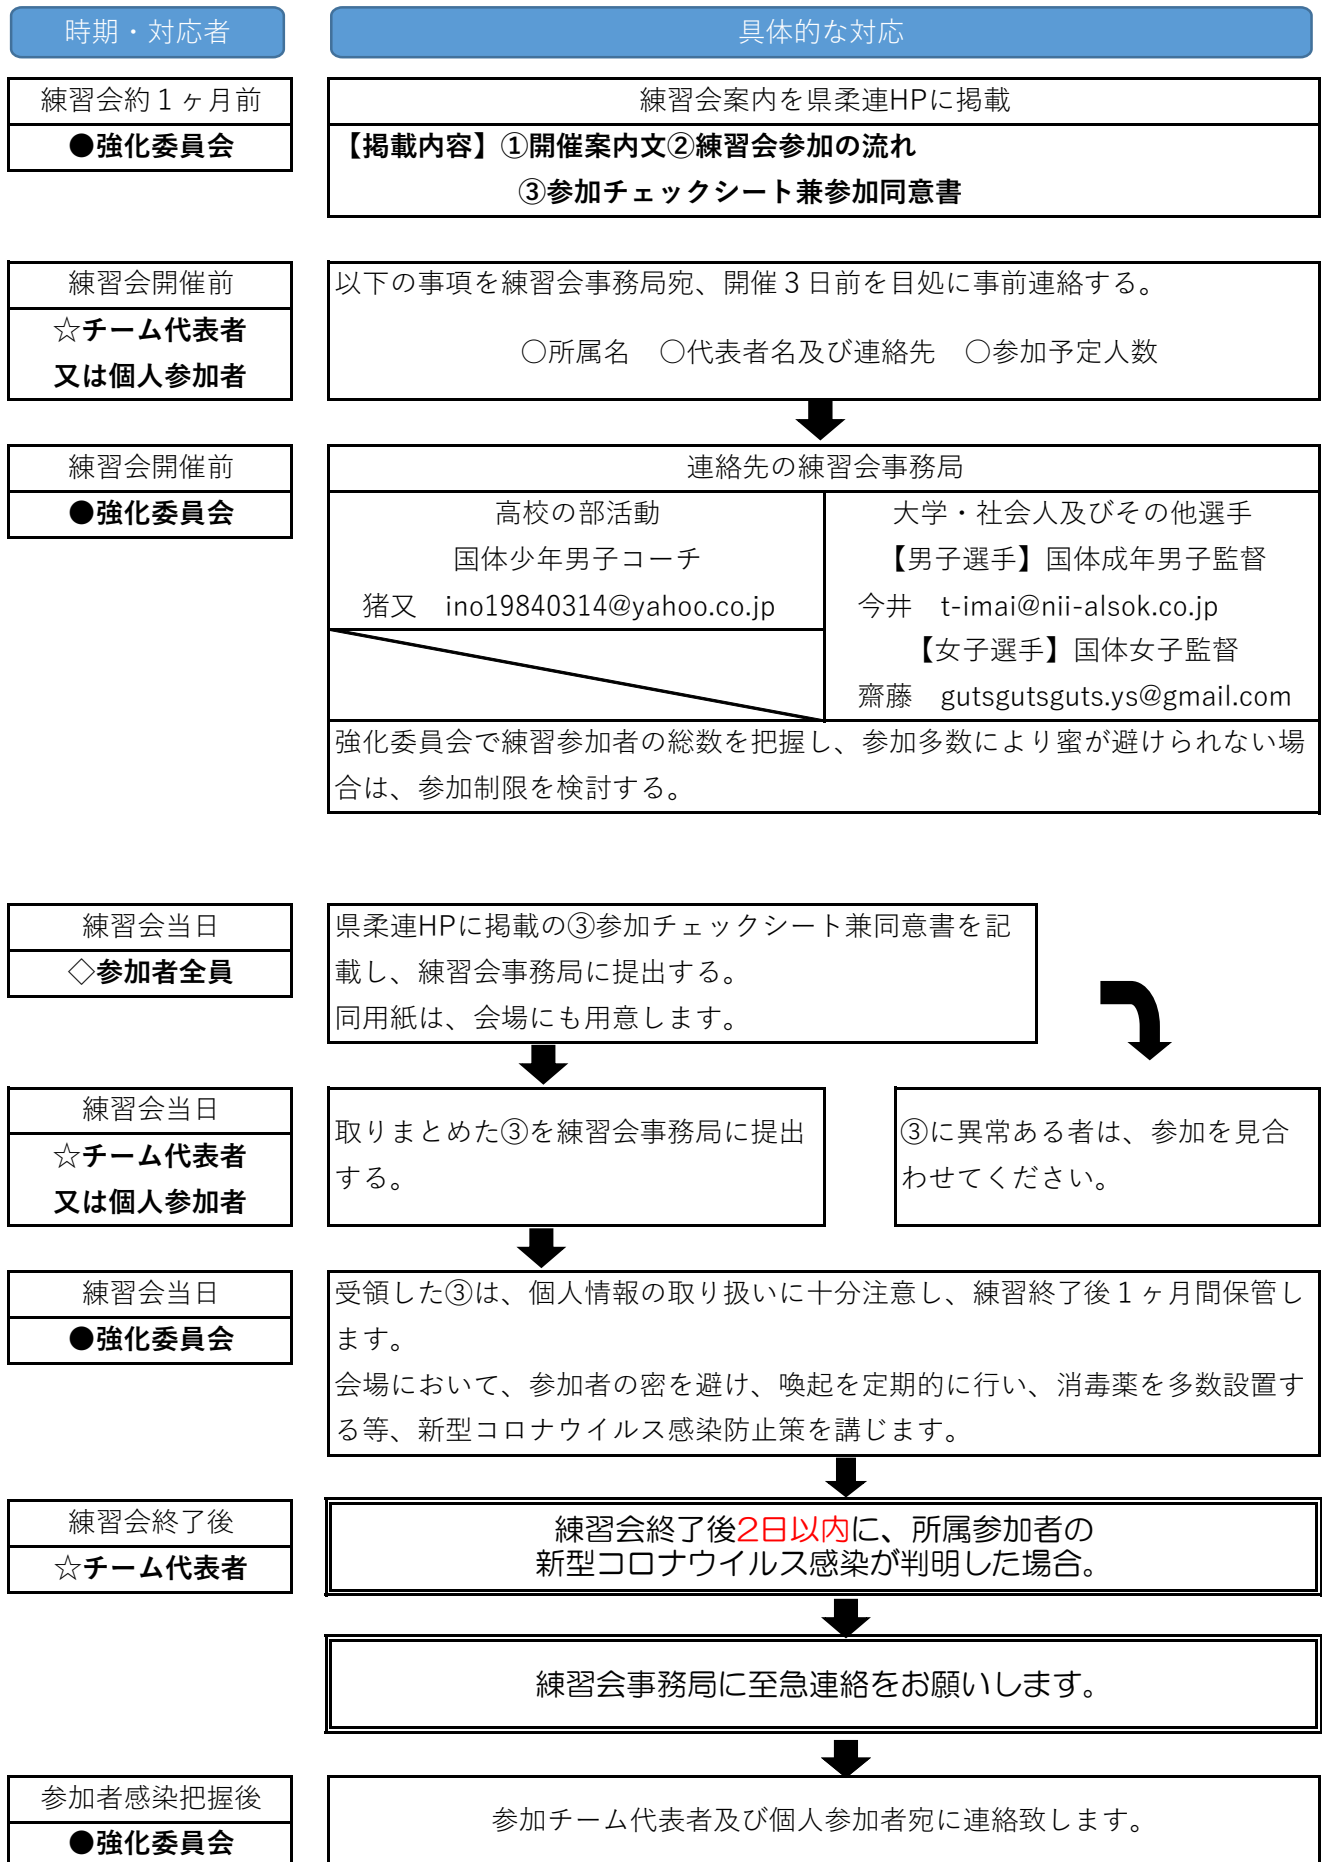 時期・対応者
具体的な対応
練習会約１ヶ月前
●強化委員会
練習会案内を県柔連HPに掲載
【掲載内容】①開催案内文②練習会参加の流れ
③参加チェックシート兼参加同意書
練習会開催前
☆チーム代表者
又は個人参加者
以下の事項を練習会事務局宛、開催３日前を目処に事前連絡する。
○所属名　○代表者名及び連絡先　○参加予定人数
練習会開催前
●強化委員会
連絡先の練習会事務局
高校の部活動
国体少年男子コーチ
猪又　ino19840314@yahoo.co.jp
大学・社会人及びその他選手
【男子選手】国体成年男子監督
今井　t-imai@nii-alsok.co.jp
【女子選手】国体女子監督
齋藤　gutsgutsguts.ys@gmail.com
強化委員会で練習参加者の総数を把握し、参加多数により蜜が避けられない場
合は、参加制限を検討する。
練習会当日
◇参加者全員
県柔連HPに掲載の③参加チェックシート兼同意書を記
載し、練習会事務局に提出する。
同用紙は、会場にも用意します。
練習会当日
☆チーム代表者
又は個人参加者
取りまとめた③を練習会事務局に提出
する。
③に異常ある者は、参加を見合
わせてください。
練習会当日
●強化委員会
受領した③は、個人情報の取り扱いに十分注意し、練習終了後１ヶ月間保管し
ます。
会場において、参加者の密を避け、喚起を定期的に行い、消毒薬を多数設置す
る等、新型コロナウイルス感染防止策を講じます。
練習会終了後
☆チーム代表者
練習会終了後2日以内に、所属参加者の
新型コロナウイルス感染が判明した場合。
練習会事務局に至急連絡をお願いします。
参加者感染把握後
●強化委員会
参加チーム代表者及び個人参加者宛に連絡致します。